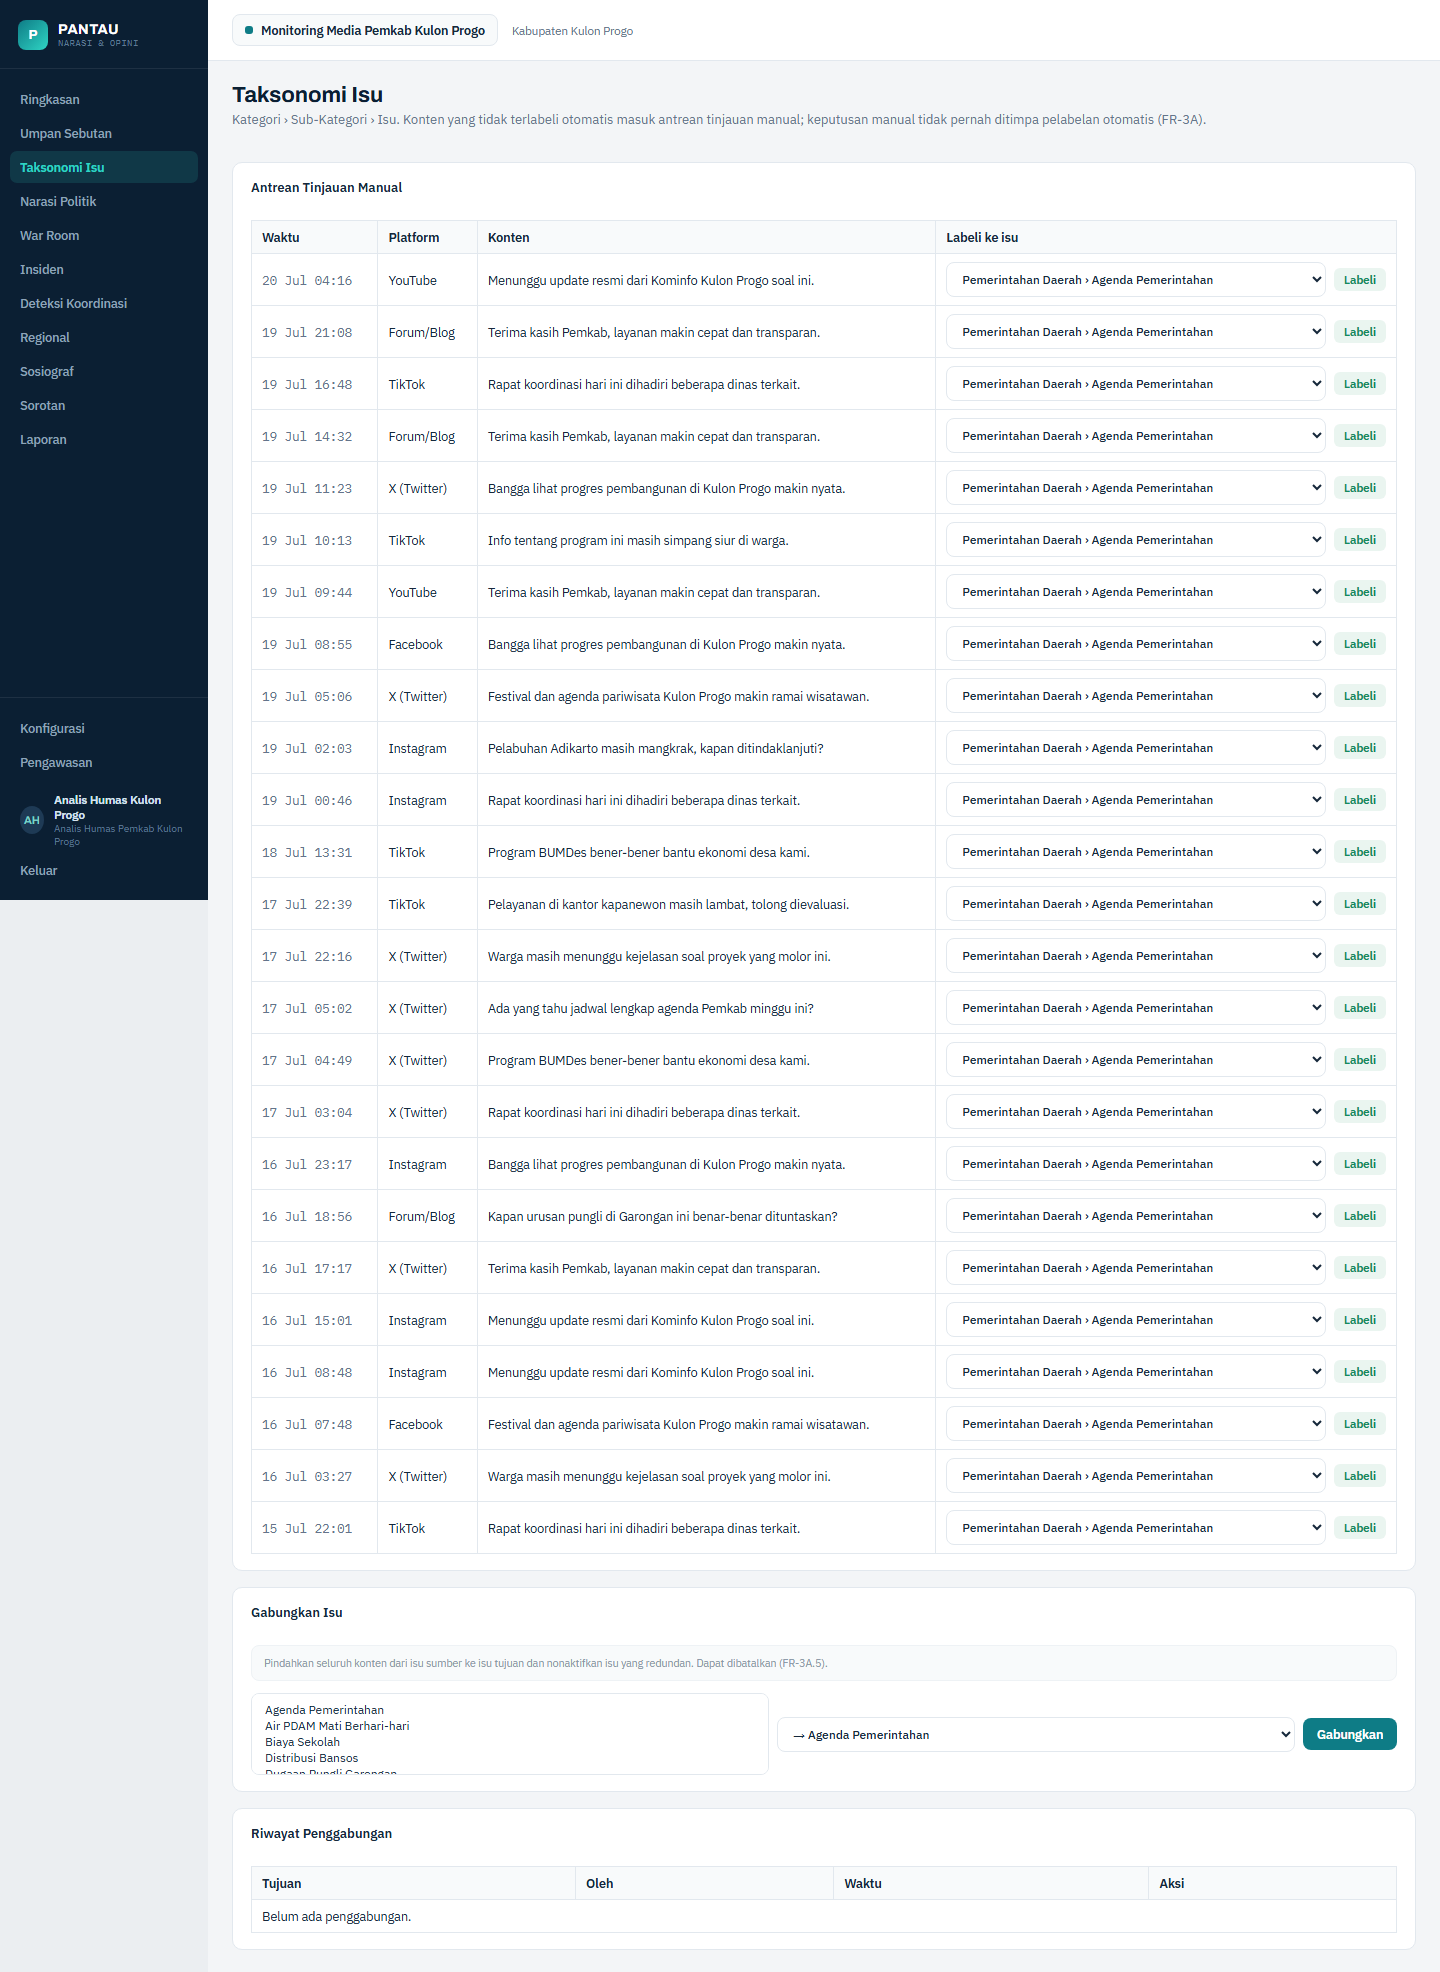 P
PANTAU
NARASI & OPINI
Ringkasan
Umpan Sebutan
Taksonomi Isu
Narasi Politik
War Room
Insiden
Deteksi Koordinasi
Regional
Sosiograf
Sorotan
Laporan
Konfigurasi
Pengawasan
AH
Analis Humas Kulon
Progo
Analis Humas Pemkab Kulon
Progo
Keluar
Monitoring Media Pemkab Kulon Progo Kabupaten Kulon Progo
Taksonomi Isu
Kategori › Sub-Kategori › Isu. Konten yang tidak terlabeli otomatis masuk antrean tinjauan manual; keputusan manual tidak pernah ditimpa pelabelan otomatis (FR-3A).
Antrean Tinjauan Manual
Waktu Platform Konten Labeli ke isu
20 Jul 04:16 YouTube Menunggu update resmi dari Kominfo Kulon Progo soal ini. Pemerintahan Daerah › Agenda Pemerintahan Labeli
19 Jul 21:08 Forum/Blog Terima kasih Pemkab, layanan makin cepat dan transparan. Pemerintahan Daerah › Agenda Pemerintahan Labeli
19 Jul 16:48 TikTok Rapat koordinasi hari ini dihadiri beberapa dinas terkait. Pemerintahan Daerah › Agenda Pemerintahan Labeli
19 Jul 14:32 Forum/Blog Terima kasih Pemkab, layanan makin cepat dan transparan. Pemerintahan Daerah › Agenda Pemerintahan Labeli
19 Jul 11:23 X (Twitter) Bangga lihat progres pembangunan di Kulon Progo makin nyata. Pemerintahan Daerah › Agenda Pemerintahan Labeli
19 Jul 10:13 TikTok Info tentang program ini masih simpang siur di warga. Pemerintahan Daerah › Agenda Pemerintahan Labeli
19 Jul 09:44 YouTube Terima kasih Pemkab, layanan makin cepat dan transparan. Pemerintahan Daerah › Agenda Pemerintahan Labeli
19 Jul 08:55 Facebook Bangga lihat progres pembangunan di Kulon Progo makin nyata. Pemerintahan Daerah › Agenda Pemerintahan Labeli
19 Jul 05:06 X (Twitter) Festival dan agenda pariwisata Kulon Progo makin ramai wisatawan. Pemerintahan Daerah › Agenda Pemerintahan Labeli
19 Jul 02:03 Instagram Pelabuhan Adikarto masih mangkrak, kapan ditindaklanjuti? Pemerintahan Daerah › Agenda Pemerintahan Labeli
19 Jul 00:46 Instagram Rapat koordinasi hari ini dihadiri beberapa dinas terkait. Pemerintahan Daerah › Agenda Pemerintahan Labeli
18 Jul 13:31 TikTok Program BUMDes bener-bener bantu ekonomi desa kami. Pemerintahan Daerah › Agenda Pemerintahan Labeli
17 Jul 22:39 TikTok Pelayanan di kantor kapanewon masih lambat, tolong dievaluasi. Pemerintahan Daerah › Agenda Pemerintahan Labeli
17 Jul 22:16 X (Twitter) Warga masih menunggu kejelasan soal proyek yang molor ini. Pemerintahan Daerah › Agenda Pemerintahan Labeli
17 Jul 05:02 X (Twitter) Ada yang tahu jadwal lengkap agenda Pemkab minggu ini? Pemerintahan Daerah › Agenda Pemerintahan Labeli
17 Jul 04:49 X (Twitter) Program BUMDes bener-bener bantu ekonomi desa kami. Pemerintahan Daerah › Agenda Pemerintahan Labeli
17 Jul 03:04 X (Twitter) Rapat koordinasi hari ini dihadiri beberapa dinas terkait. Pemerintahan Daerah › Agenda Pemerintahan Labeli
16 Jul 23:17 Instagram Bangga lihat progres pembangunan di Kulon Progo makin nyata. Pemerintahan Daerah › Agenda Pemerintahan Labeli
16 Jul 18:56 Forum/Blog Kapan urusan pungli di Garongan ini benar-benar dituntaskan? Pemerintahan Daerah › Agenda Pemerintahan Labeli
16 Jul 17:17 X (Twitter) Terima kasih Pemkab, layanan makin cepat dan transparan. Pemerintahan Daerah › Agenda Pemerintahan Labeli
16 Jul 15:01 Instagram Menunggu update resmi dari Kominfo Kulon Progo soal ini. Pemerintahan Daerah › Agenda Pemerintahan Labeli
16 Jul 08:48 Instagram Menunggu update resmi dari Kominfo Kulon Progo soal ini. Pemerintahan Daerah › Agenda Pemerintahan Labeli
16 Jul 07:48 Facebook Festival dan agenda pariwisata Kulon Progo makin ramai wisatawan. Pemerintahan Daerah › Agenda Pemerintahan Labeli
16 Jul 03:27 X (Twitter) Warga masih menunggu kejelasan soal proyek yang molor ini. Pemerintahan Daerah › Agenda Pemerintahan Labeli
15 Jul 22:01 TikTok Rapat koordinasi hari ini dihadiri beberapa dinas terkait. Pemerintahan Daerah › Agenda Pemerintahan Labeli
Gabungkan Isu
Pindahkan seluruh konten dari isu sumber ke isu tujuan dan nonaktifkan isu yang redundan. Dapat dibatalkan (FR-3A.5).
Agenda Pemerintahan
Air PDAM Mati Berhari-hari
Biaya Sekolah
Distribusi Bansos
Dugaan Pungli Garongan
→ Agenda Pemerintahan
Gabungkan
Riwayat Penggabungan
Tujuan Oleh Waktu Aksi
Belum ada penggabungan.